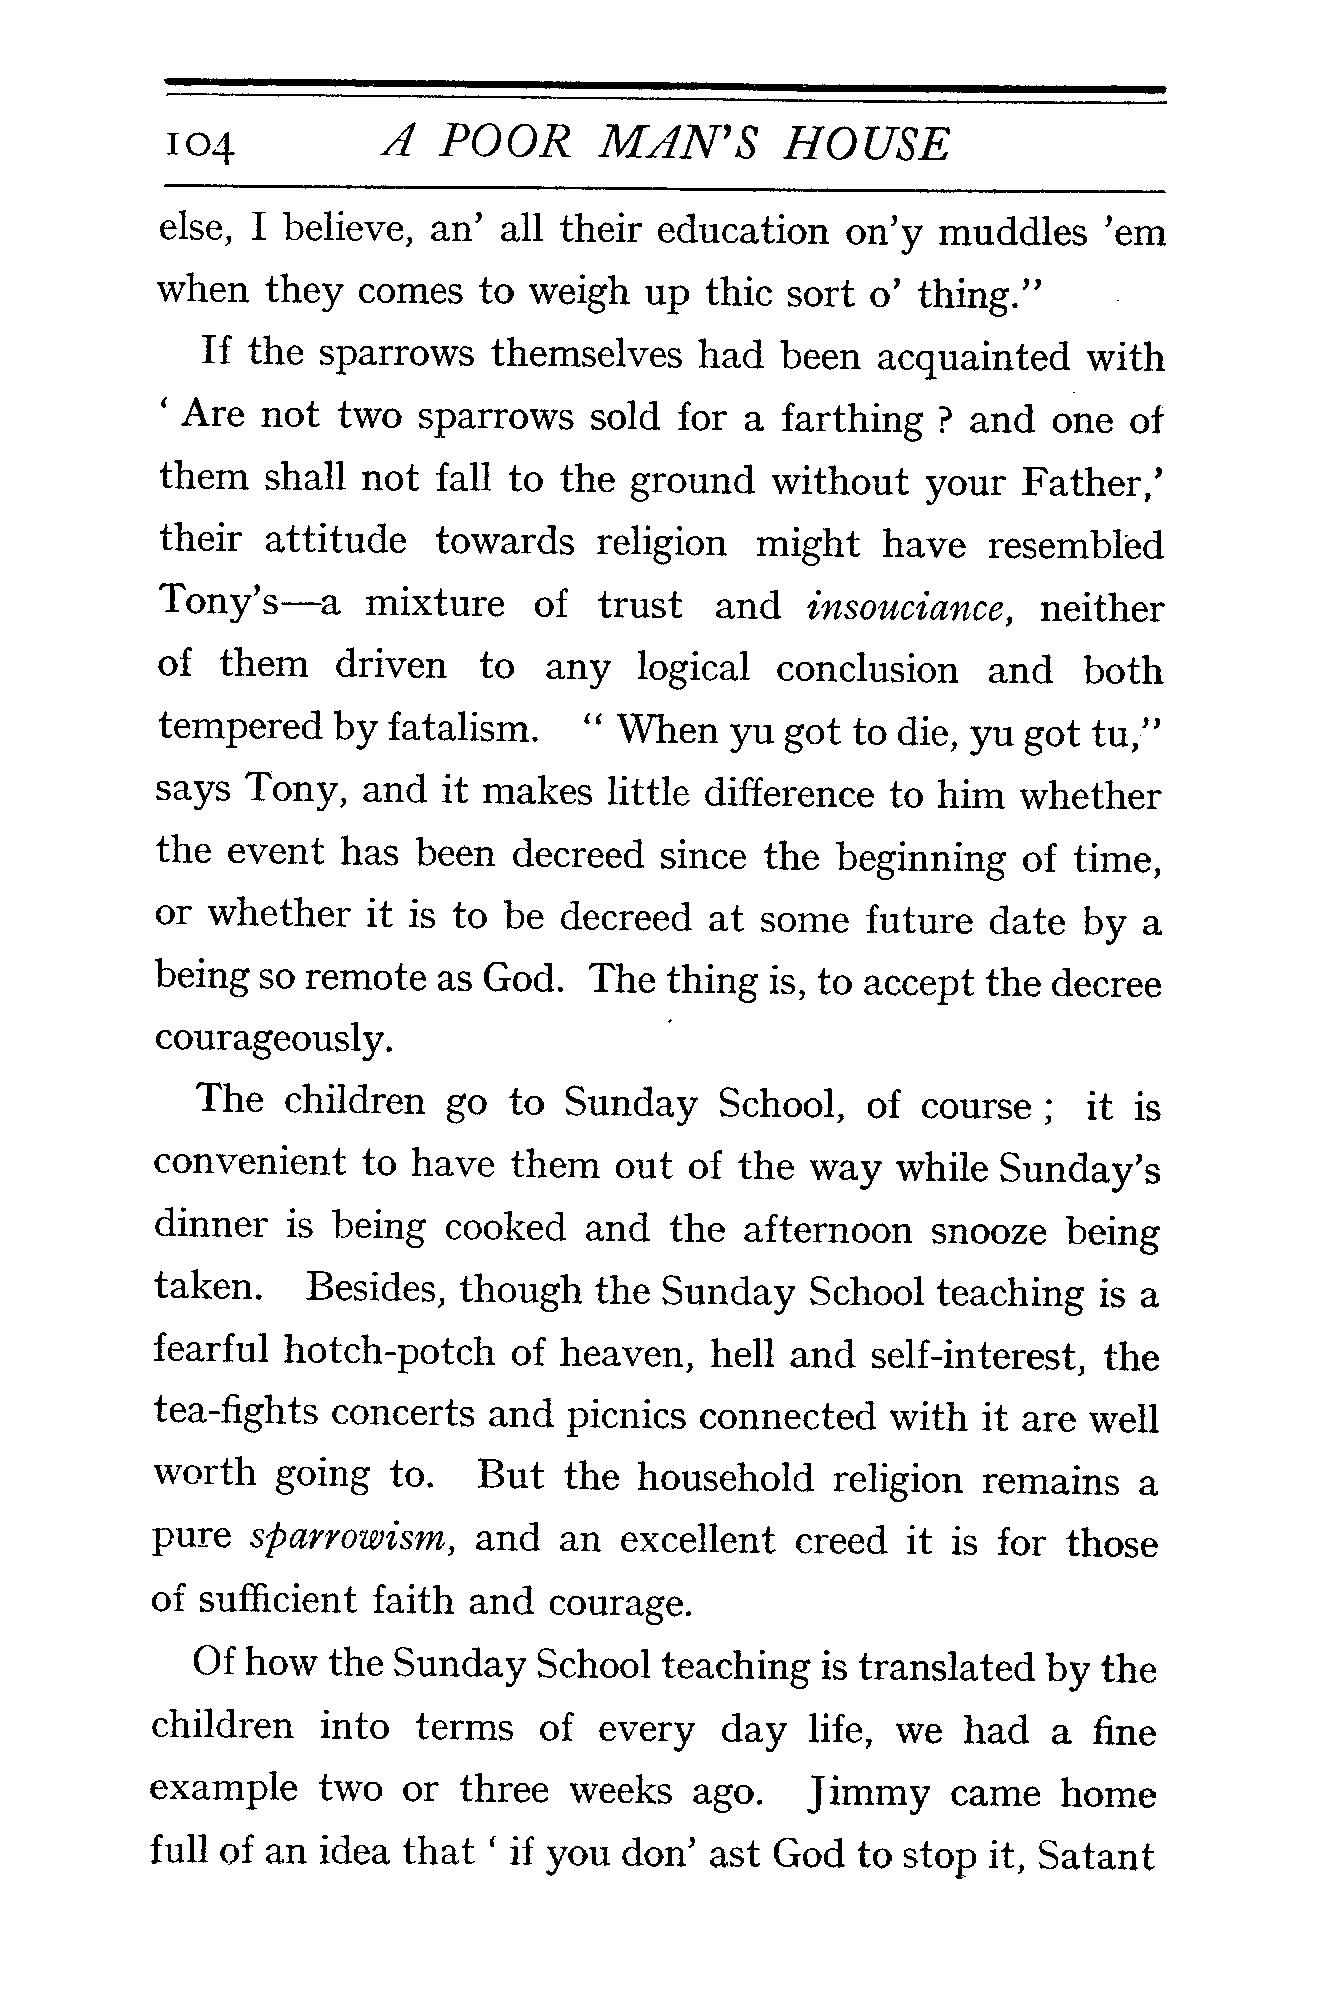 104 A POOR MAN'S HOUSE
else, I believe, an' all their education on'y muddles 'em
when they comes to weigh up thic sort o' thing."
If the sparrows themselves had been acquainted with
' Are not two sparrows sold for a farthing ? and one of
them shall not fall to the ground without your Father,'
their attitude towards religion might have resembled
Tony's—a mixture of trust and insouciance, neither
of them driven to any logical conclusion and both
tempered by fatalism. " When yu got to die, yu got tu,"
says Tony, and it makes little difference to him whether
the event has been decreed since the beginning of time,
or whether it is to be decreed at some future date by a
being so remote as God. The thing is, to accept the decree
courageously.
The children go to Sunday School, of course ; it is
convenient to have them out of the way while Sunday's
dinner is being cooked and the afternoon snooze being
taken. Besides, though the Sunday School teaching is a
fearful hotch-potch of heaven, hell and self-interest, the
tea-fights concerts and picnics connected with it are well
worth going to. But the household religion remains a
pure sparrowism, and an excellent creed it is for those
of sufficient faith and courage.
Of how the Sunday School teaching is translated by the
children into terms of every day life, we had a fine
example two or three weeks ago. Jimmy came home
full of an idea that ' if you don' ast God to stop it, Satant